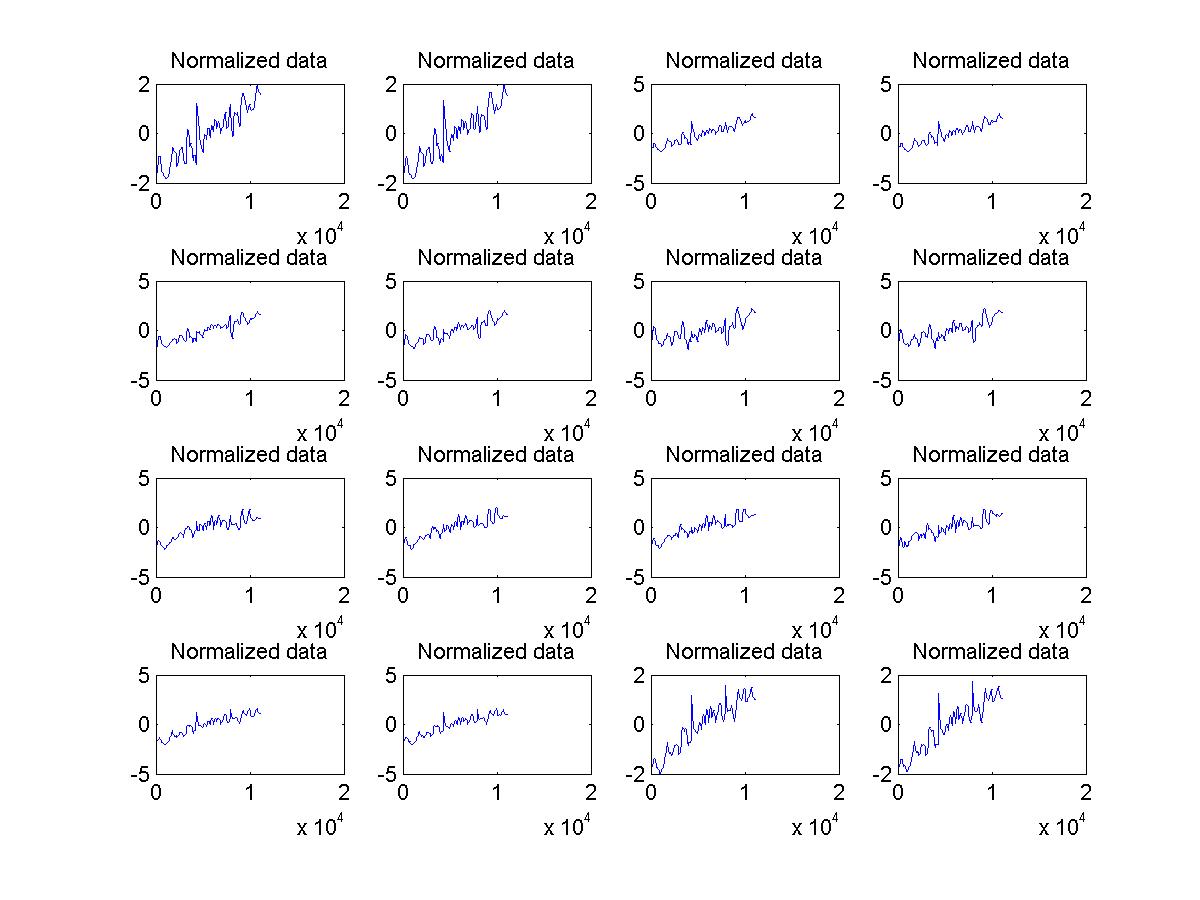 Normalized data Normalized data Normalized data Normalized data
2 2 5 5
0 0 0 0
-2 -2 -5 -5
0 1 2 0 1 2 0 1 2 0 1 2
x 10^4 x 10^4 x 10^4 x 10^4
Normalized data Normalized data Normalized data Normalized data
5 5 5 5
0 0 0 0
-5 -5 -5 -5
0 1 2 0 1 2 0 1 2 0 1 2
x 10^4 x 10^4 x 10^4 x 10^4
Normalized data Normalized data Normalized data Normalized data
5 5 5 5
0 0 0 0
-5 -5 -5 -5
0 1 2 0 1 2 0 1 2 0 1 2
x 10^4 x 10^4 x 10^4 x 10^4
Normalized data Normalized data Normalized data Normalized data
5 5 2 2
0 0 0 0
-5 -5 -2 -2
0 1 2 0 1 2 0 1 2 0 1 2
x 10^4 x 10^4 x 10^4 x 10^4